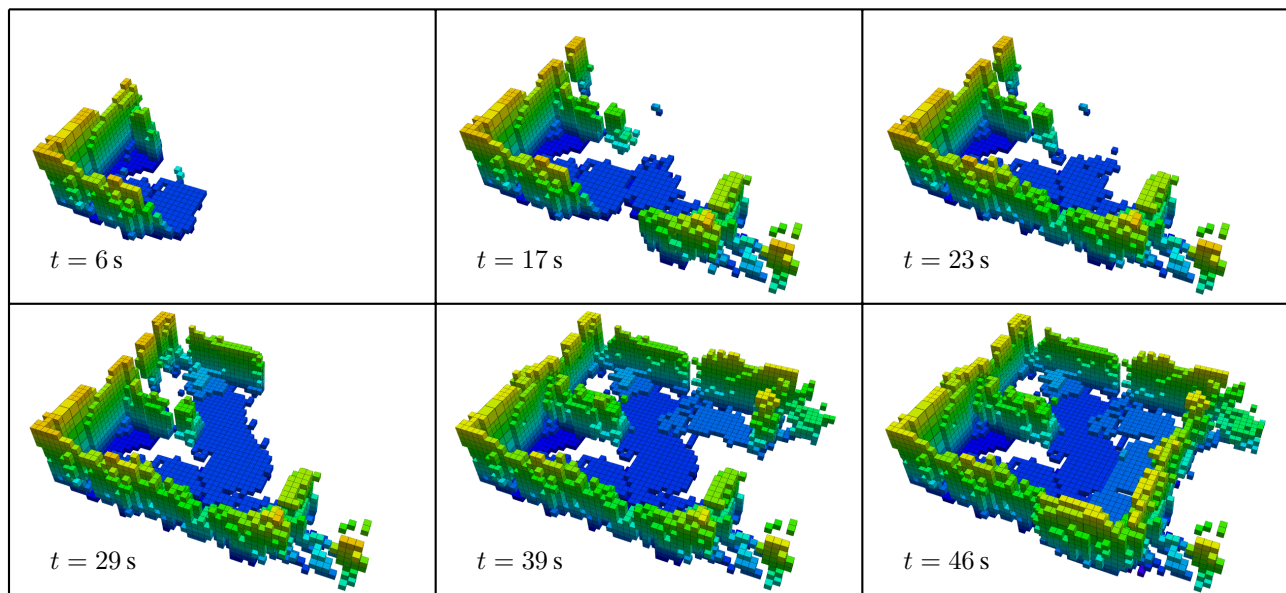 t = 6 s
t = 17 s
t = 23 s
t = 29 s
t = 39 s
t = 46 s